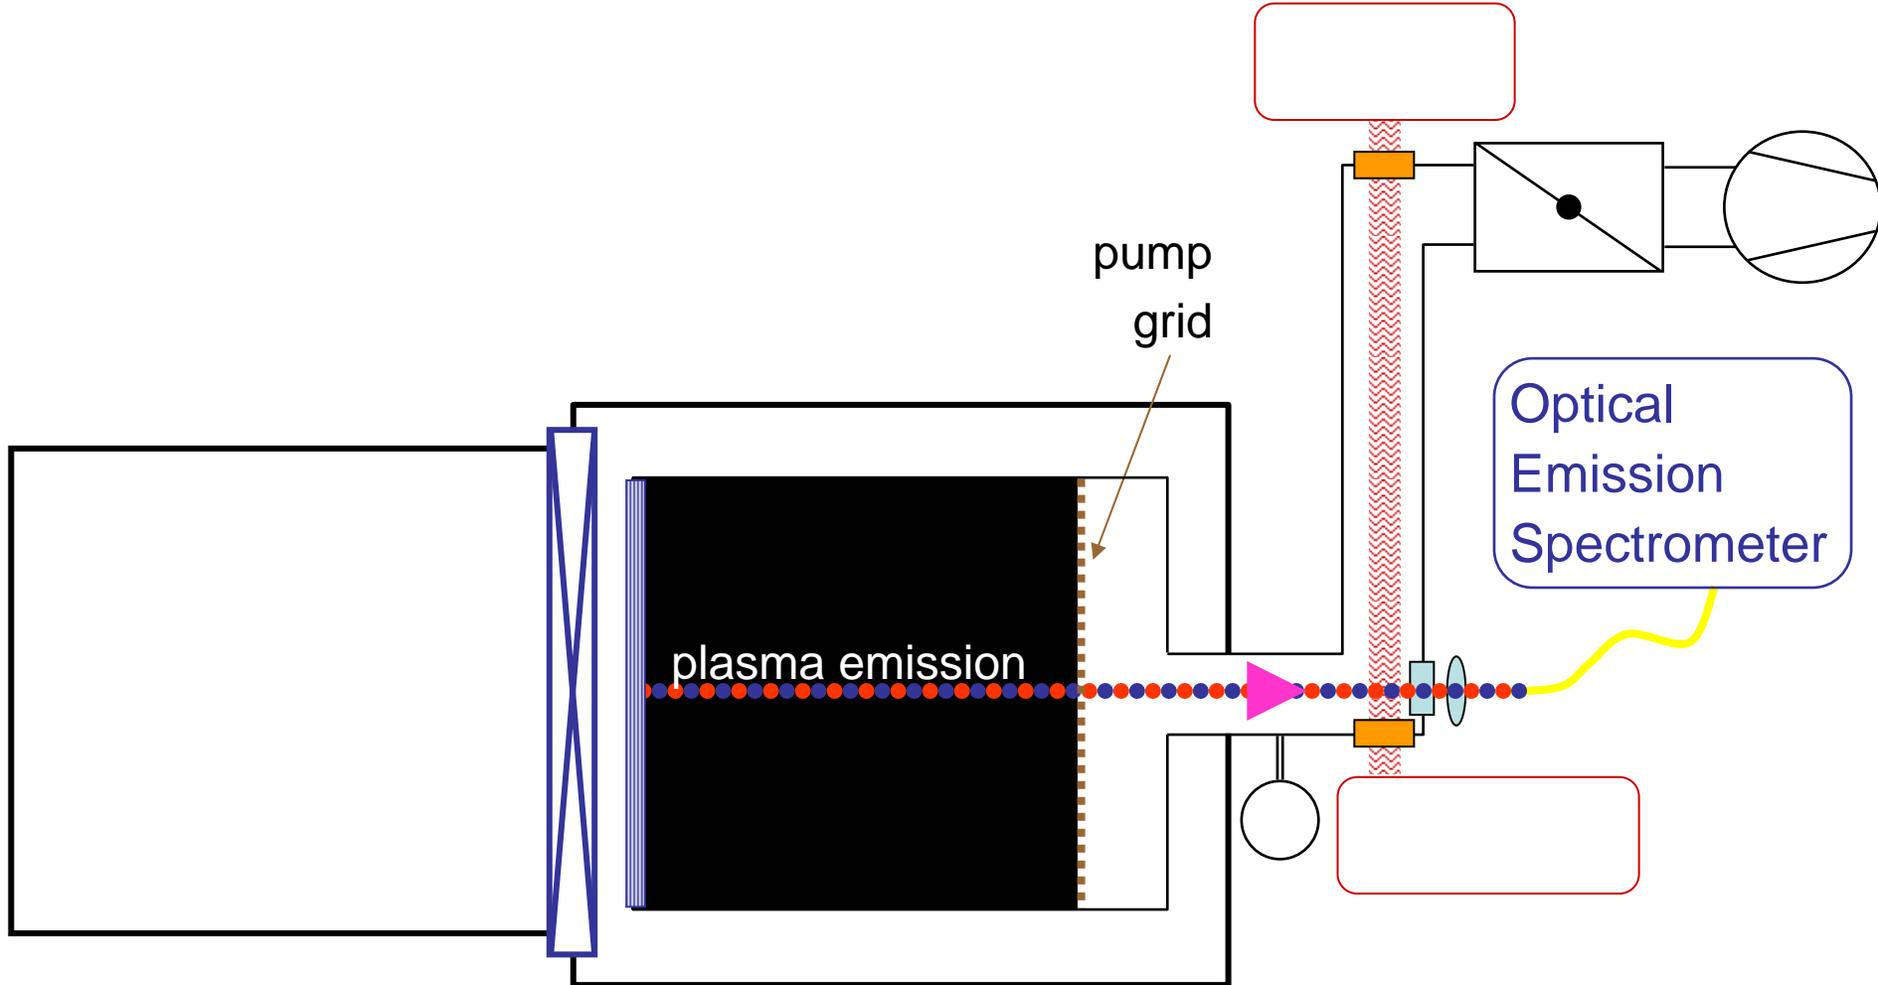 pump
grid
Optical
Emission
Spectrometer
plasma emission